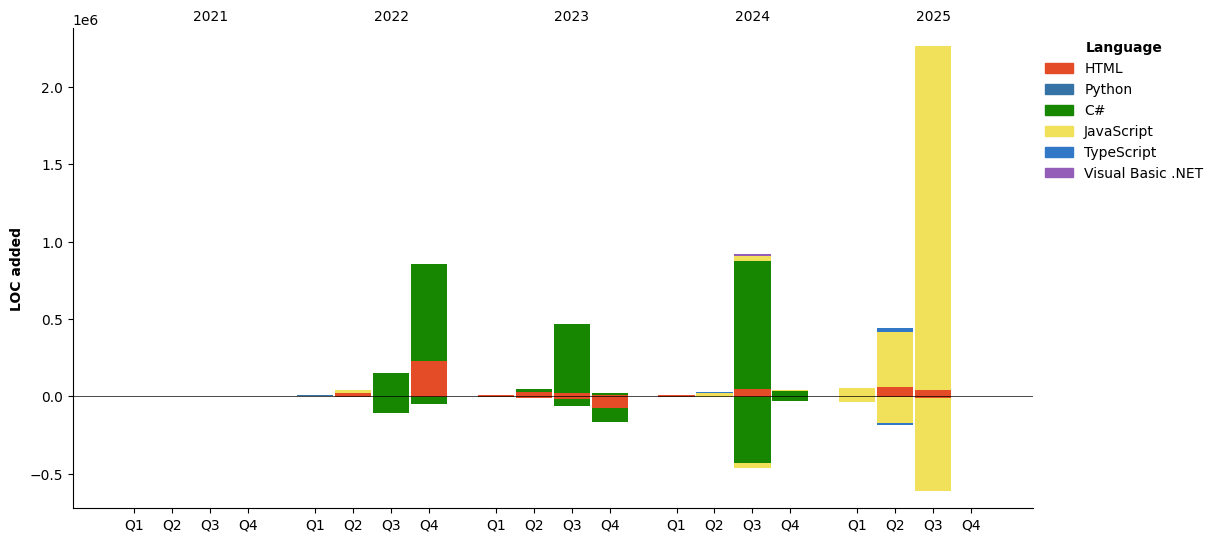 1e6
2021 2022 2023 2024 2025
Language
HTML
Python
C#
JavaScript
TypeScript
Visual Basic .NET
LOC added
2.0
1.5
1.0
0.5
0.0
−0.5
Q1 Q2 Q3 Q4 Q1 Q2 Q3 Q4 Q1 Q2 Q3 Q4 Q1 Q2 Q3 Q4 Q1 Q2 Q3 Q4